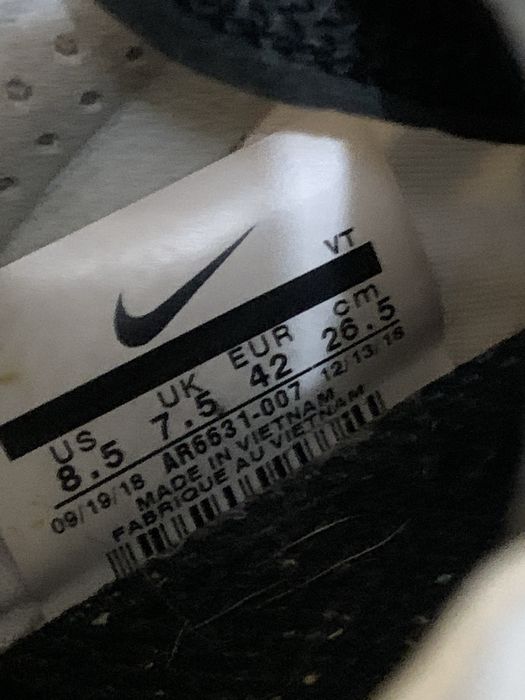 VT
US UK EUR cm
8.5 7.5 42 26.5
09/19/18 AR6631-007 12/13/18
MADE IN VIETNAM
FABRIQUE AU VIETNAM